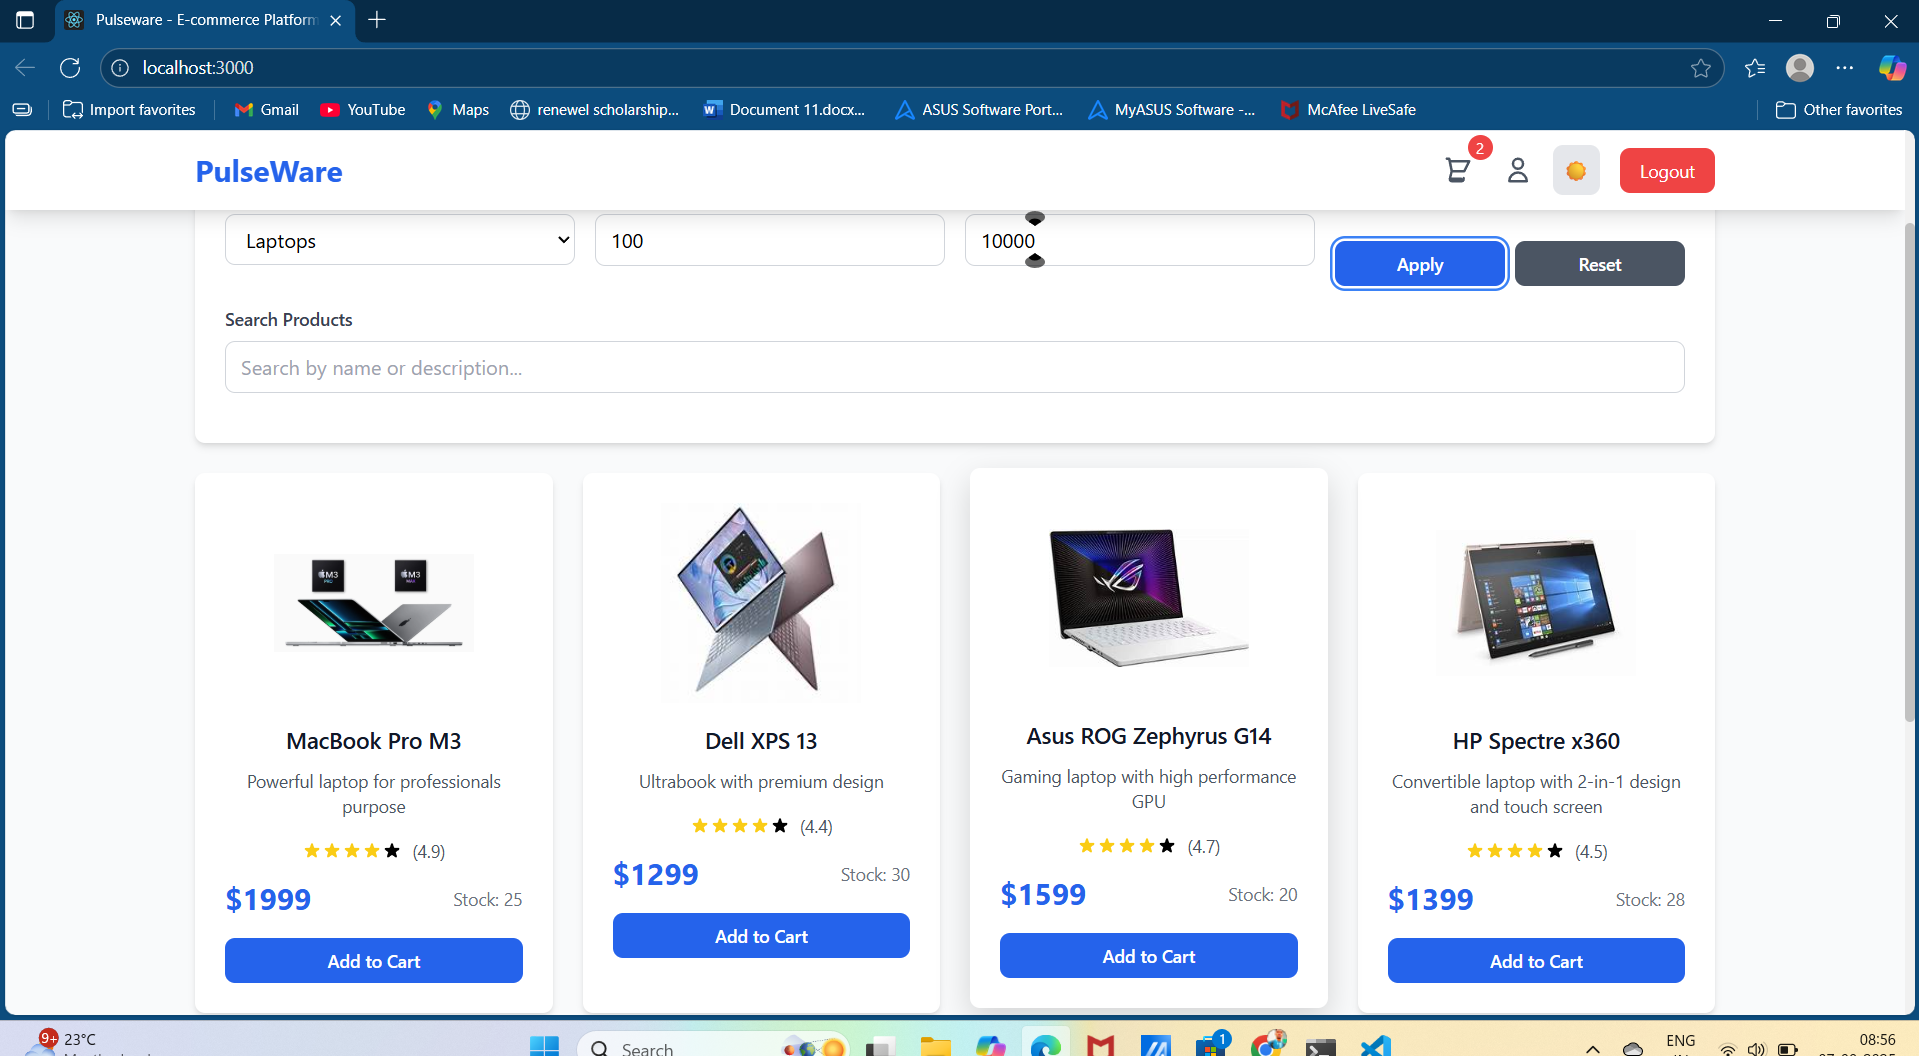 Pulseware - E-commerce Platform
localhost:3000
Import favorites
Gmail
YouTube
Maps
renewel scholarship...
Document 11.docx...
ASUS Software Port...
MyASUS Software -...
McAfee LiveSafe
Other favorites
PulseWare
2
Logout
Laptops
100
10000
Apply
Reset
Search Products
Search by name or description...
M3
PRO
M3
MAX
MacBook Pro M3
Powerful laptop for professionals
purpose
(4.9)
$1999
Stock: 25
Add to Cart
Dell XPS 13
Ultrabook with premium design
(4.4)
$1299
Stock: 30
Add to Cart
Asus ROG Zephyrus G14
Gaming laptop with high performance
GPU
(4.7)
$1599
Stock: 20
Add to Cart
HP Spectre x360
Convertible laptop with 2-in-1 design
and touch screen
(4.5)
$1399
Stock: 28
Add to Cart
9+
23°C
Search
1
ENG
08:56